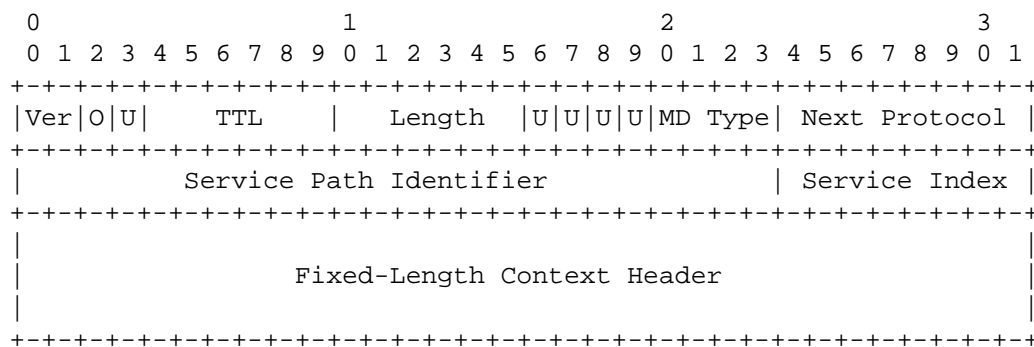 0                   1                   2                   3
 0 1 2 3 4 5 6 7 8 9 0 1 2 3 4 5 6 7 8 9 0 1 2 3 4 5 6 7 8 9 0 1
+-+-+-+-+-+-+-+-+-+-+-+-+-+-+-+-+-+-+-+-+-+-+-+-+-+-+-+-+-+-+-+-+
|Ver|O|U|    TTL    |   Length  |U|U|U|U|MD Type| Next Protocol |
+-+-+-+-+-+-+-+-+-+-+-+-+-+-+-+-+-+-+-+-+-+-+-+-+-+-+-+-+-+-+-+-+
|          Service Path Identifier              | Service Index |
+-+-+-+-+-+-+-+-+-+-+-+-+-+-+-+-+-+-+-+-+-+-+-+-+-+-+-+-+-+-+-+-+
|                                                               |
|                 Fixed-Length Context Header                   |
|                                                               |
+-+-+-+-+-+-+-+-+-+-+-+-+-+-+-+-+-+-+-+-+-+-+-+-+-+-+-+-+-+-+-+-+